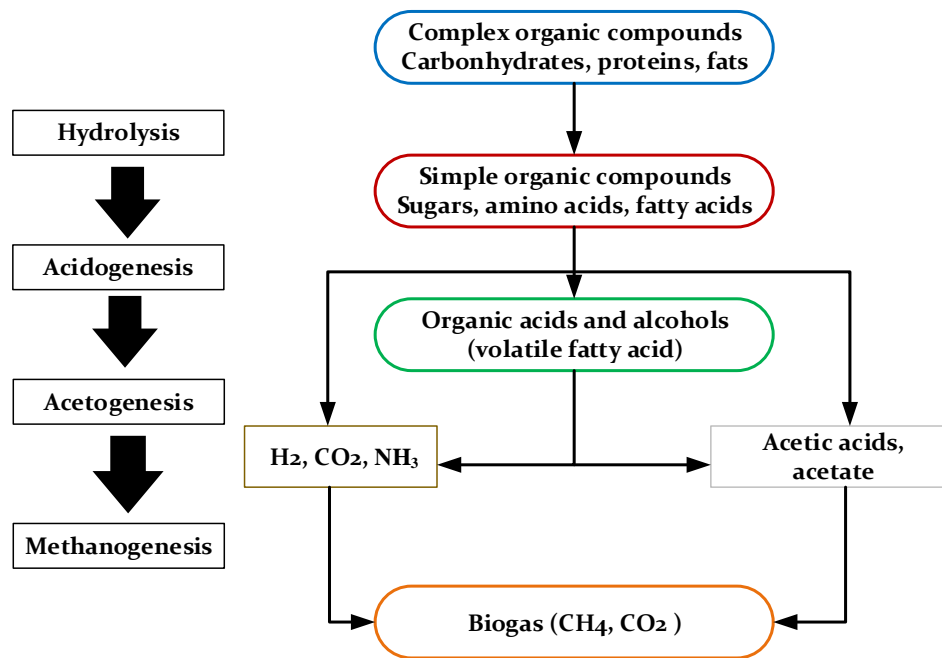 Complex organic compounds
Carbonhydrates, proteins, fats
Hydrolysis
Simple organic compounds
Sugars, amino acids, fatty acids
Acidogenesis
Organic acids and alcohols
(volatile fatty acid)
Acetogenesis
H2, CO2, NH₃
Acetic acids,
acetate
Methanogenesis
Biogas (CH4, CO2 )